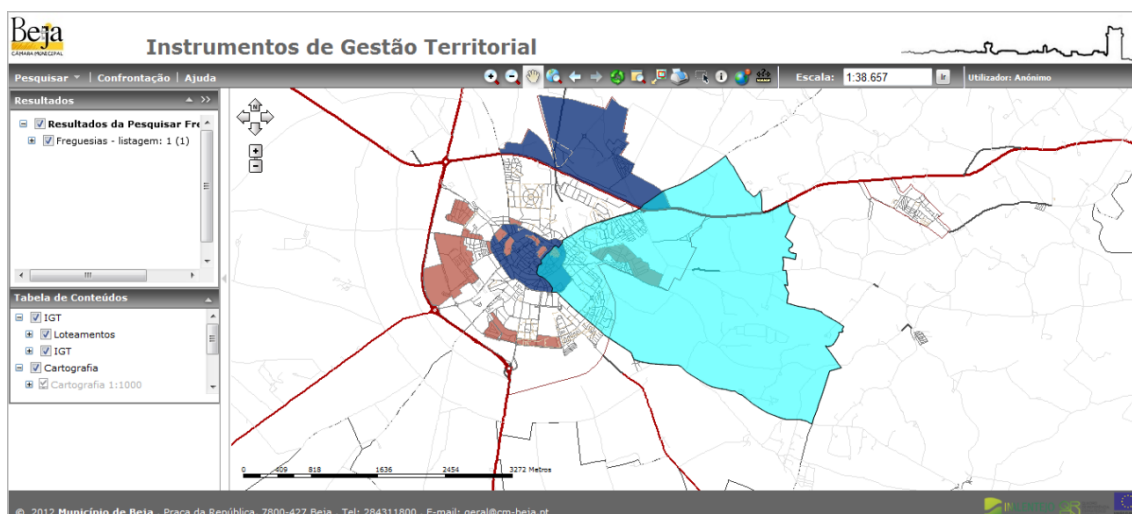 Beja
CÂMARA MUNICIPAL
Instrumentos de Gestão Territorial
Pesquisar | Confrontação | Ajuda
Escala: 1:38.657 Ir Utilizador: Anónimo
Resultados
Resultados da Pesquisar Fre
Freguesias - listagem: 1 (1)
N
Tabela de Conteúdos
IGT
Loteamentos
IGT
Cartografia
Cartografia 1:1000
0 409 818 1636 2454 3272 Metros
© 2012 Município de Beja . Praça da República, 7800-427 Beja Tel: 284311800 E-mail: geral@cm-beja.pt